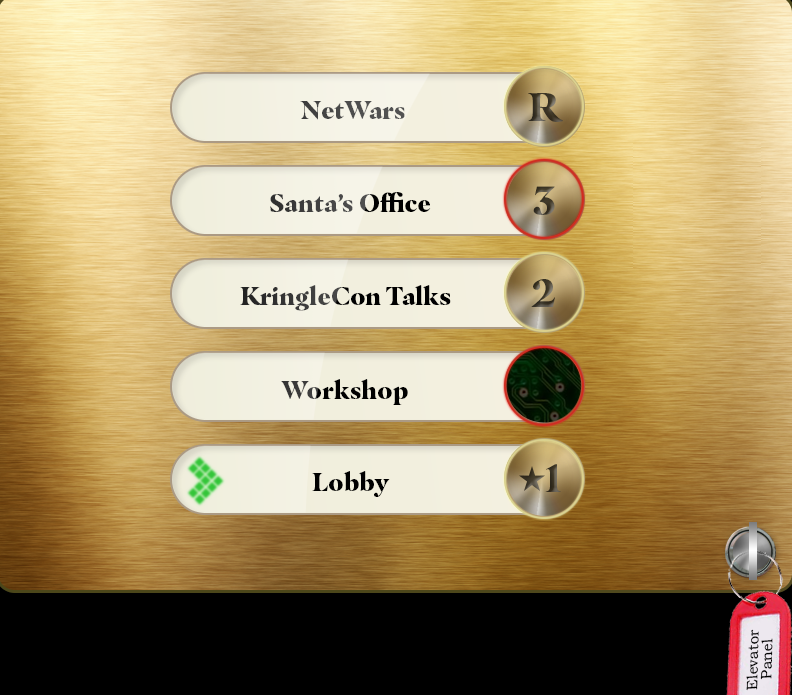 NetWars R
Santa's Office 3
KringleCon Talks 2
Workshop
Lobby ★1
Elevator
Panel